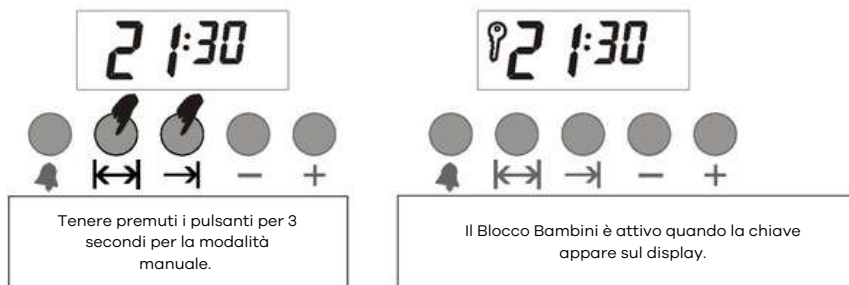 21:30
21:30
Tenere premuti i pulsanti per 3
secondi per la modalità
manuale.
Il Blocco Bambini è attivo quando la chiave
appare sul display.